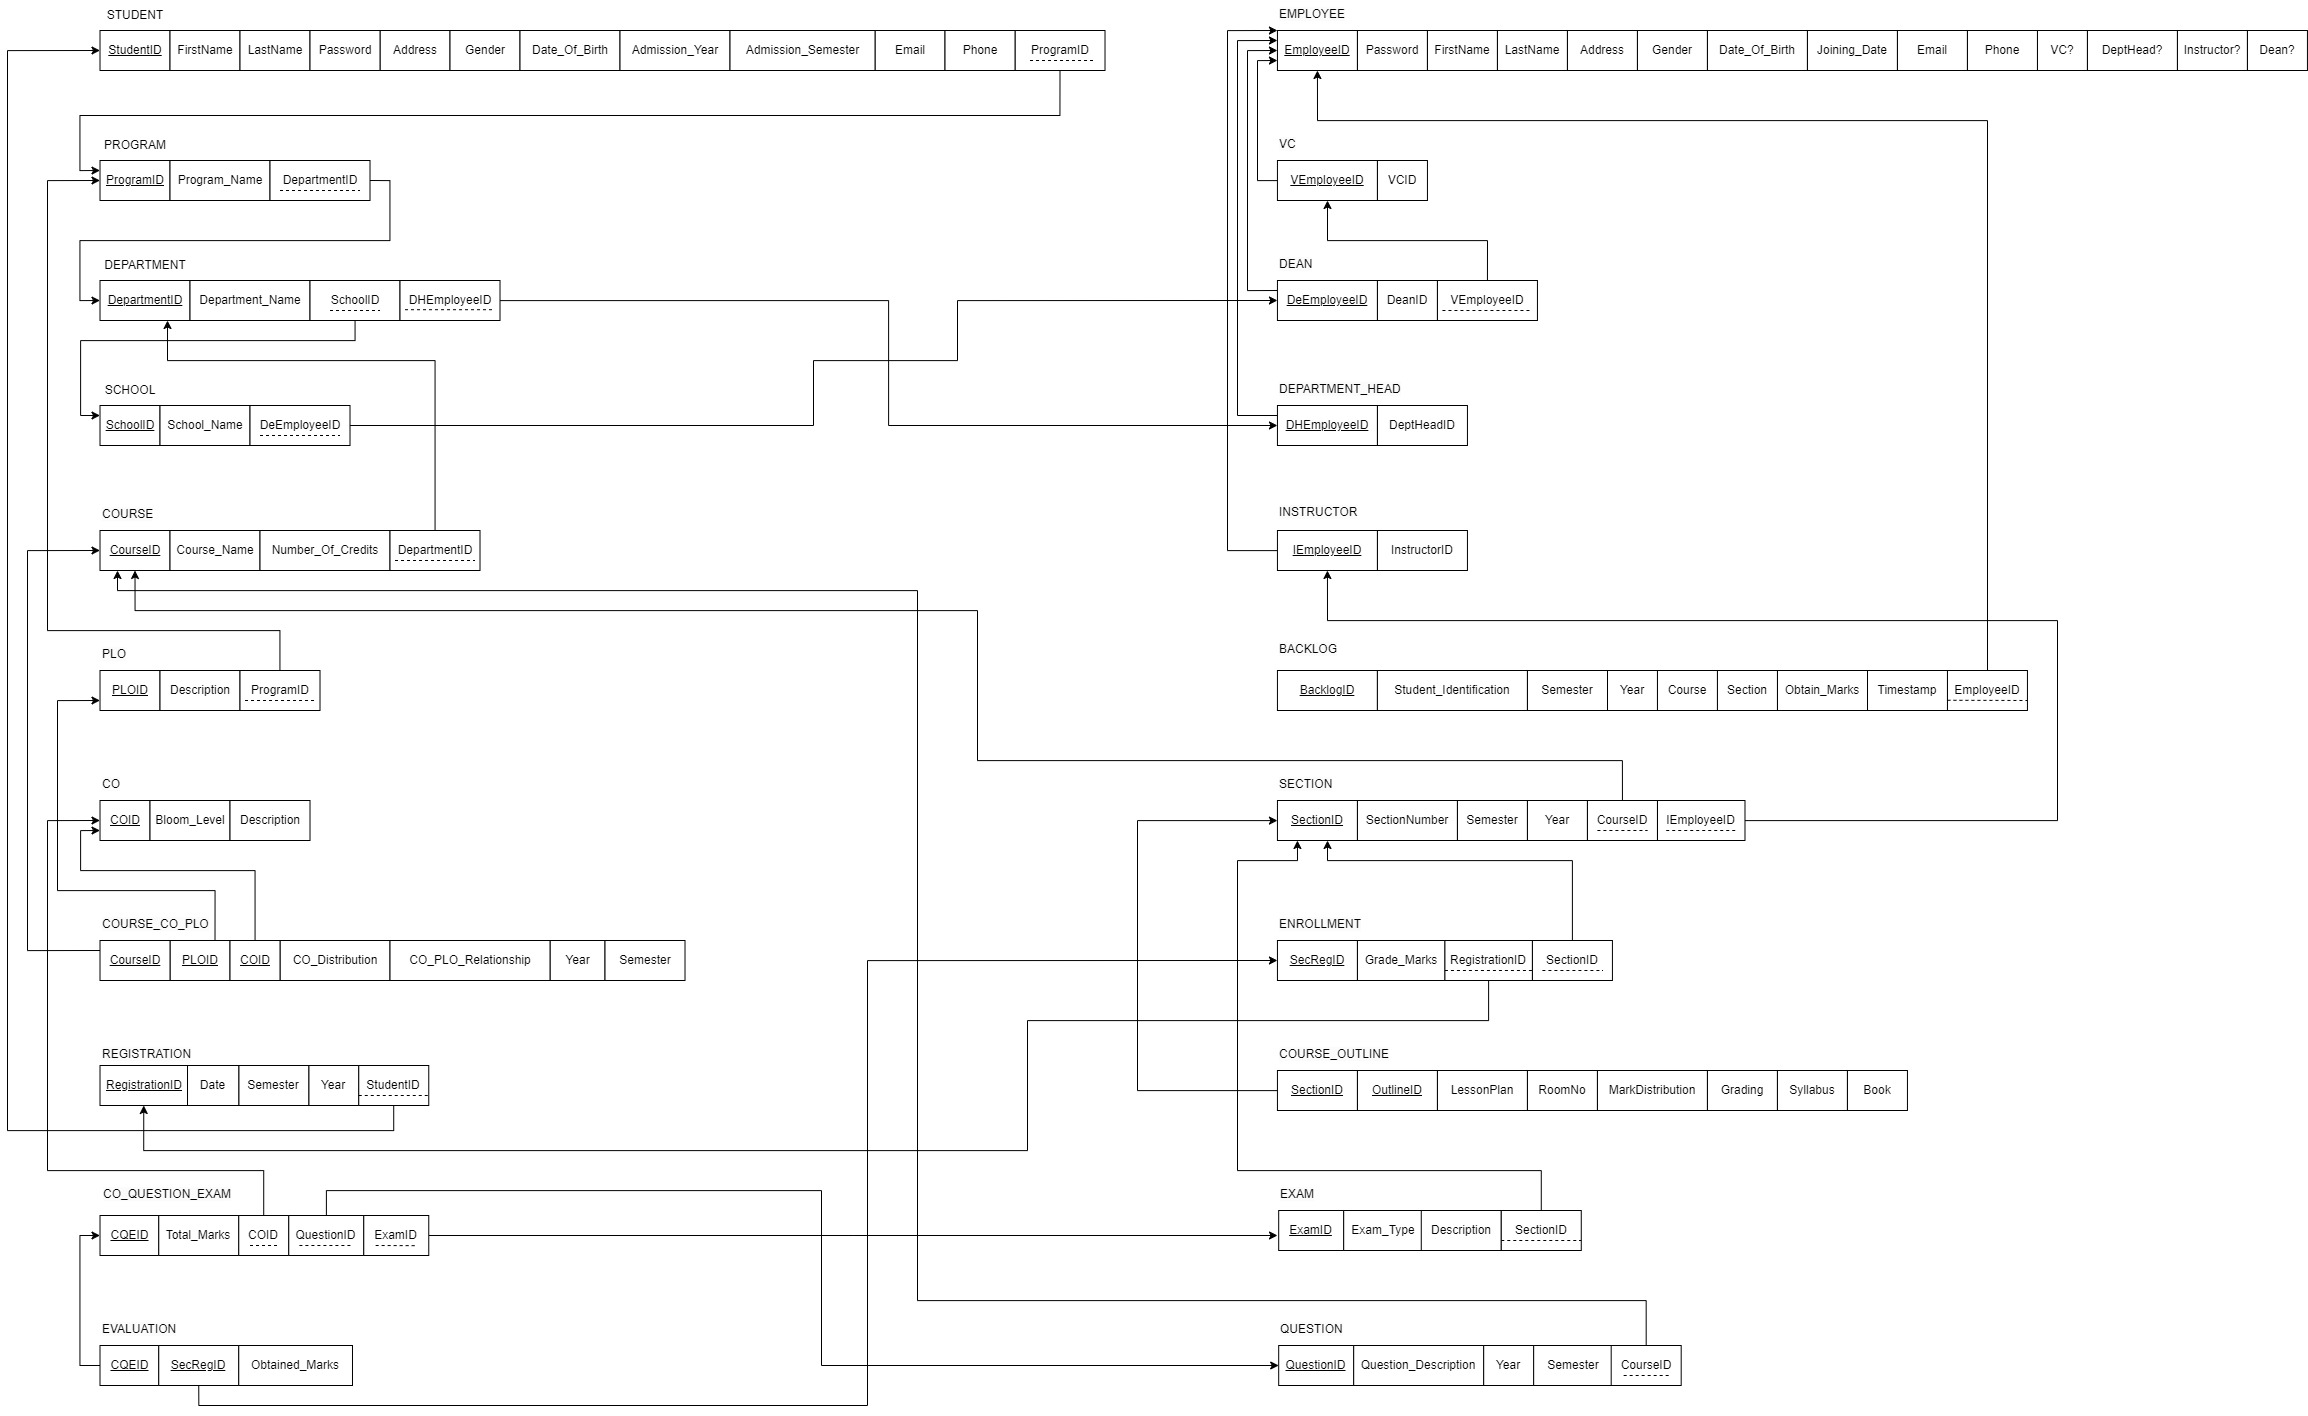 STUDENT
StudentID FirstName LastName Password Address Gender Date_Of_Birth Admission_Year Admission_Semester Email Phone ProgramID
PROGRAM
ProgramID Program_Name DepartmentID
DEPARTMENT
DepartmentID Department_Name SchoolID DHEmployeeID
SCHOOL
SchoolID School_Name DeEmployeeID
COURSE
CourseID Course_Name Number_Of_Credits DepartmentID
PLO
PLOID Description ProgramID
CO
COID Bloom_Level Description
COURSE_CO_PLO
CourseID PLOID COID CO_Distribution CO_PLO_Relationship Year Semester
REGISTRATION
RegistrationID Date Semester Year StudentID
CO_QUESTION_EXAM
CQEID Total_Marks COID QuestionID ExamID
EVALUATION
CQEID SecRegID Obtained_Marks
EMPLOYEE
EmployeeID Password FirstName LastName Address Gender Date_Of_Birth Joining_Date Email Phone VC? DeptHead? Instructor? Dean?
VC
VEmployeeID VCID
DEAN
DeEmployeeID DeanID VEmployeeID
DEPARTMENT_HEAD
DHEmployeeID DeptHeadID
INSTRUCTOR
IEmployeeID InstructorID
BACKLOG
BacklogID Student_Identification Semester Year Course Section Obtain_Marks Timestamp EmployeeID
SECTION
SectionID SectionNumber Semester Year CourseID IEmployeeID
ENROLLMENT
SecRegID Grade_Marks RegistrationID SectionID
COURSE_OUTLINE
SectionID OutlineID LessonPlan RoomNo MarkDistribution Grading Syllabus Book
EXAM
ExamID Exam_Type Description SectionID
QUESTION
QuestionID Question_Description Year Semester CourseID